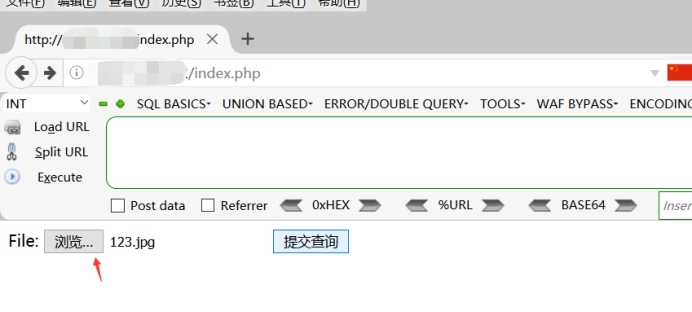 文件(F) 编辑(E) 查看(V) 历史(S) 书签(B) 工具(T) 帮助(H)
http:// /index.php
/index.php
INT SQL BASICS UNION BASED ERROR/DOUBLE QUERY TOOLS WAF BYPASS ENCODING
Load URL
Split URL
Execute
Post data Referrer 0xHEX %URL BASE64 Inser
File: 浏览... 123.jpg 提交查询